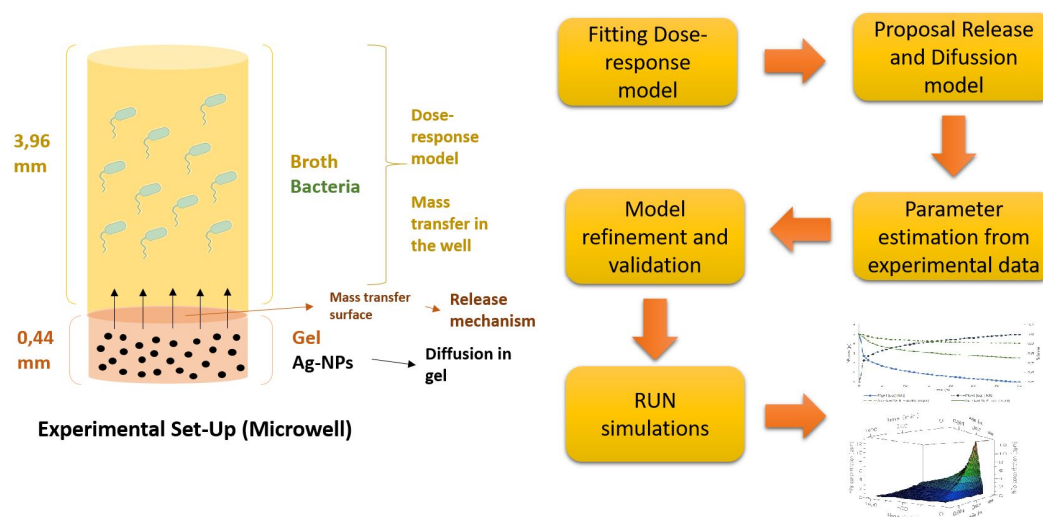 3,96
mm
Broth
Bacteria
Dose-
response
model
Mass
transfer in
the well
Mass transfer
surface
Release
mechanism
0,44
mm
Gel
Ag-NPs
Diffusion in
gel
Experimental Set-Up (Microwell)
Fitting Dose-
response
model
Proposal Release
and Difussion
model
Model
refinement and
validation
Parameter
estimation from
experimental data
RUN
simulations